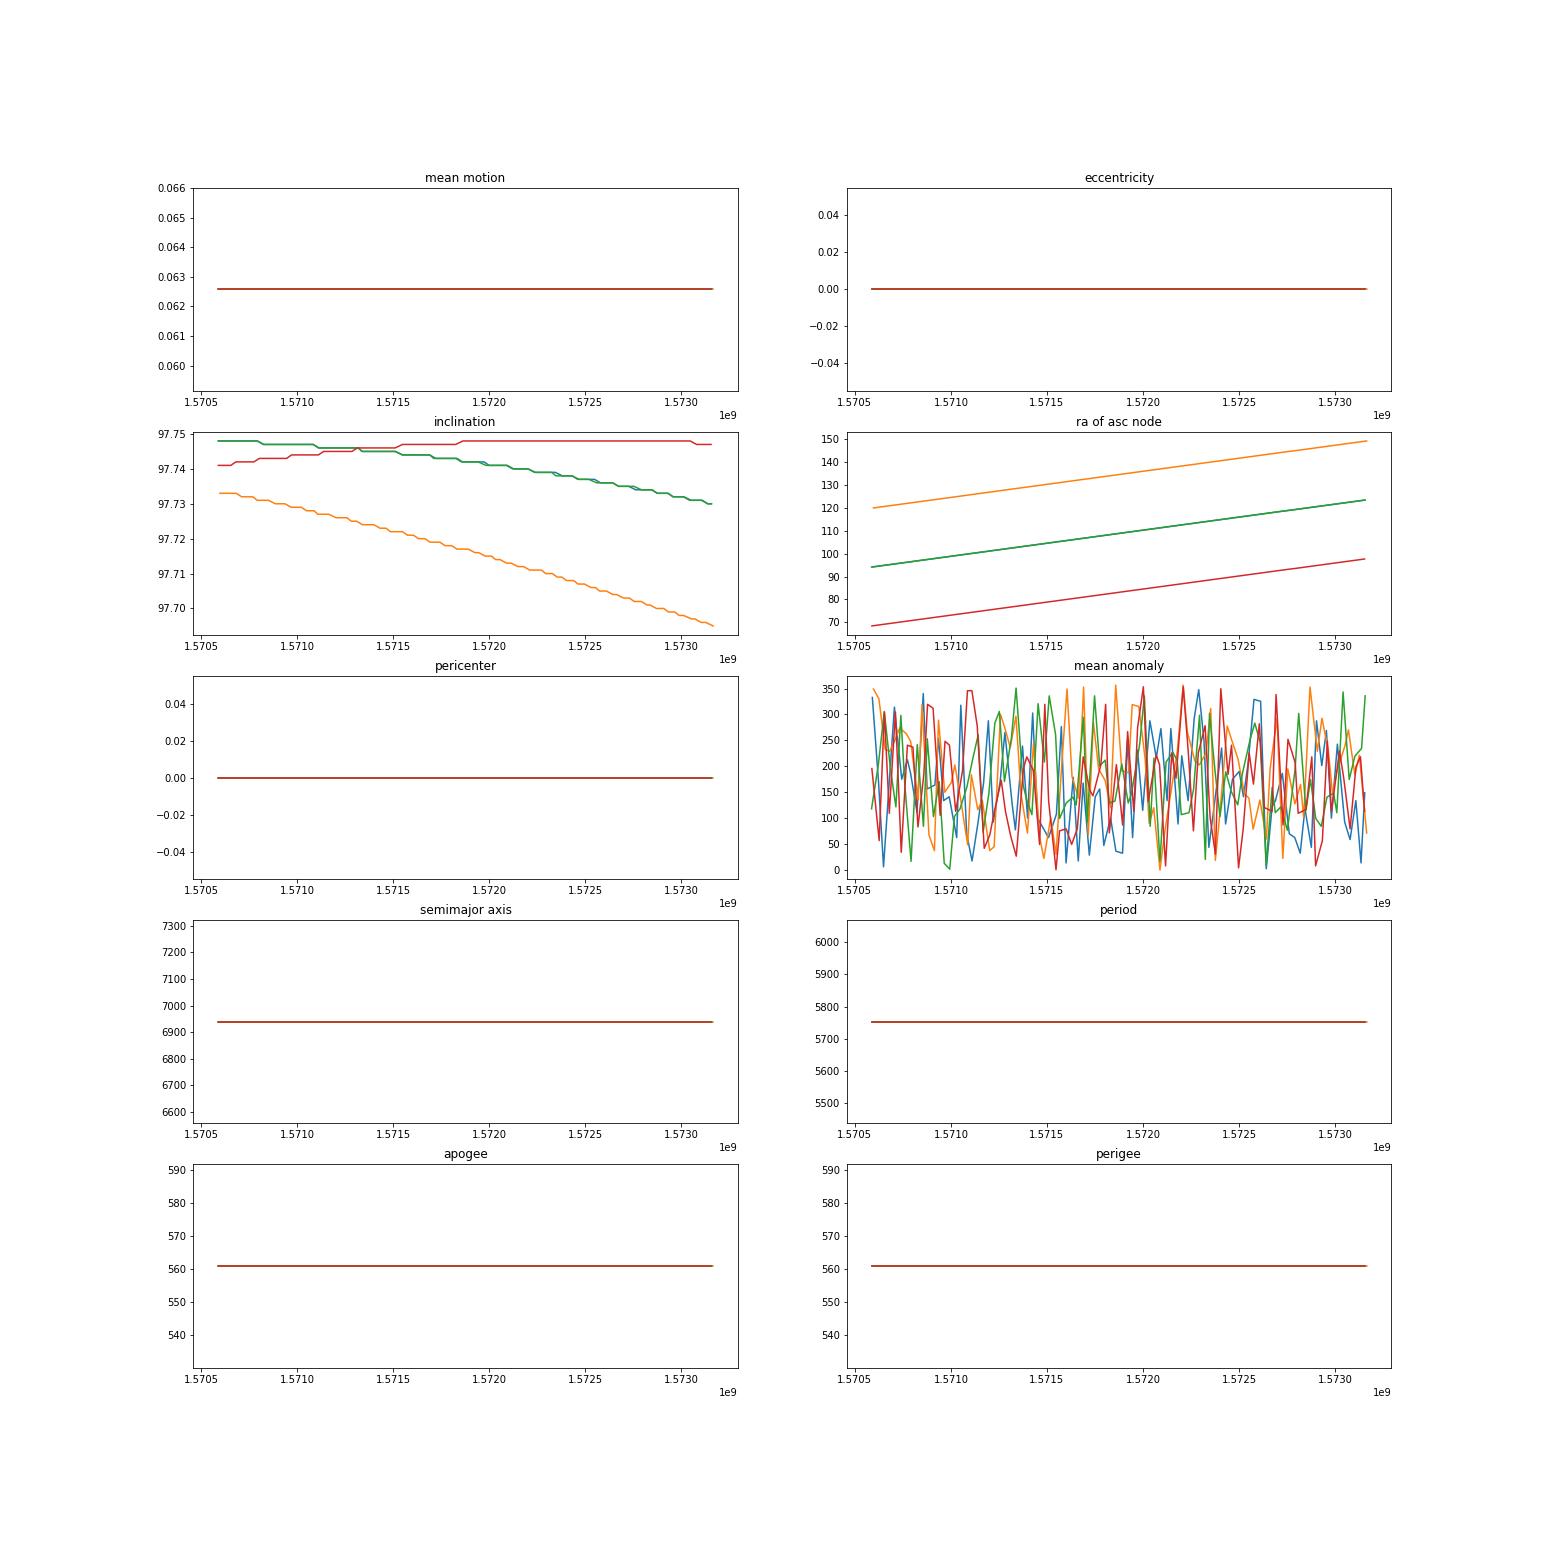 mean motion
0.066
0.065
0.064
0.063
0.062
0.061
0.060
1.5705 1.5710 1.5715 1.5720 1.5725 1.5730
1e9
eccentricity
0.04
0.02
0.00
−0.02
−0.04
1.5705 1.5710 1.5715 1.5720 1.5725 1.5730
1e9
inclination
97.75
97.74
97.73
97.72
97.71
97.70
1.5705 1.5710 1.5715 1.5720 1.5725 1.5730
1e9
ra of asc node
150
140
130
120
110
100
90
80
70
1.5705 1.5710 1.5715 1.5720 1.5725 1.5730
1e9
pericenter
0.04
0.02
0.00
−0.02
−0.04
1.5705 1.5710 1.5715 1.5720 1.5725 1.5730
1e9
mean anomaly
350
300
250
200
150
100
50
0
1.5705 1.5710 1.5715 1.5720 1.5725 1.5730
1e9
semimajor axis
7300
7200
7100
7000
6900
6800
6700
6600
1.5705 1.5710 1.5715 1.5720 1.5725 1.5730
1e9
period
6000
5900
5800
5700
5600
5500
1.5705 1.5710 1.5715 1.5720 1.5725 1.5730
1e9
apogee
590
580
570
560
550
540
1.5705 1.5710 1.5715 1.5720 1.5725 1.5730
1e9
perigee
590
580
570
560
550
540
1.5705 1.5710 1.5715 1.5720 1.5725 1.5730
1e9